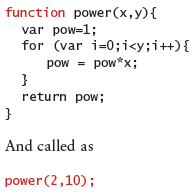 function power(x,y){
  var pow=1;
  for (var i=0;i<y;i++){
     pow = pow*x;
  }
  return pow;
}
And called as
power(2,10);